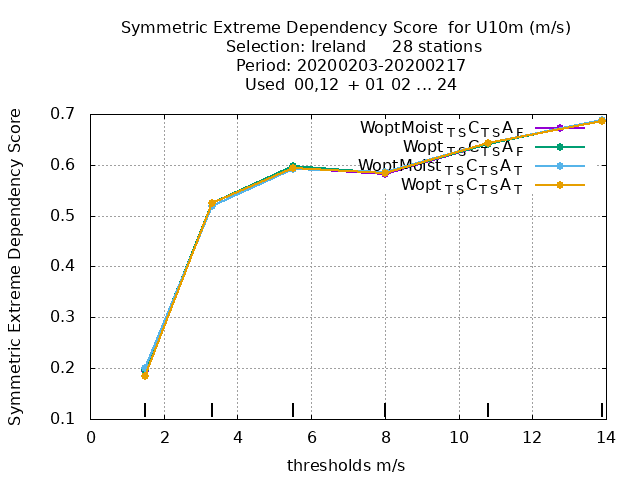 Symmetric Extreme Dependency Score for U10m (m/s)
Selection: Ireland 28 stations
Period: 20200203-20200217
Used 00,12 + 01 02 ... 24
Symmetric Extreme Dependency Score
0.7
0.6
0.5
0.4
0.3
0.2
0.1
WoptMoist TS C TS A F
Wopt TS C TS A F
WoptMoist TS C TS A T
Wopt TS C TS A T
0 2 4 6 8 10 12 14
thresholds m/s